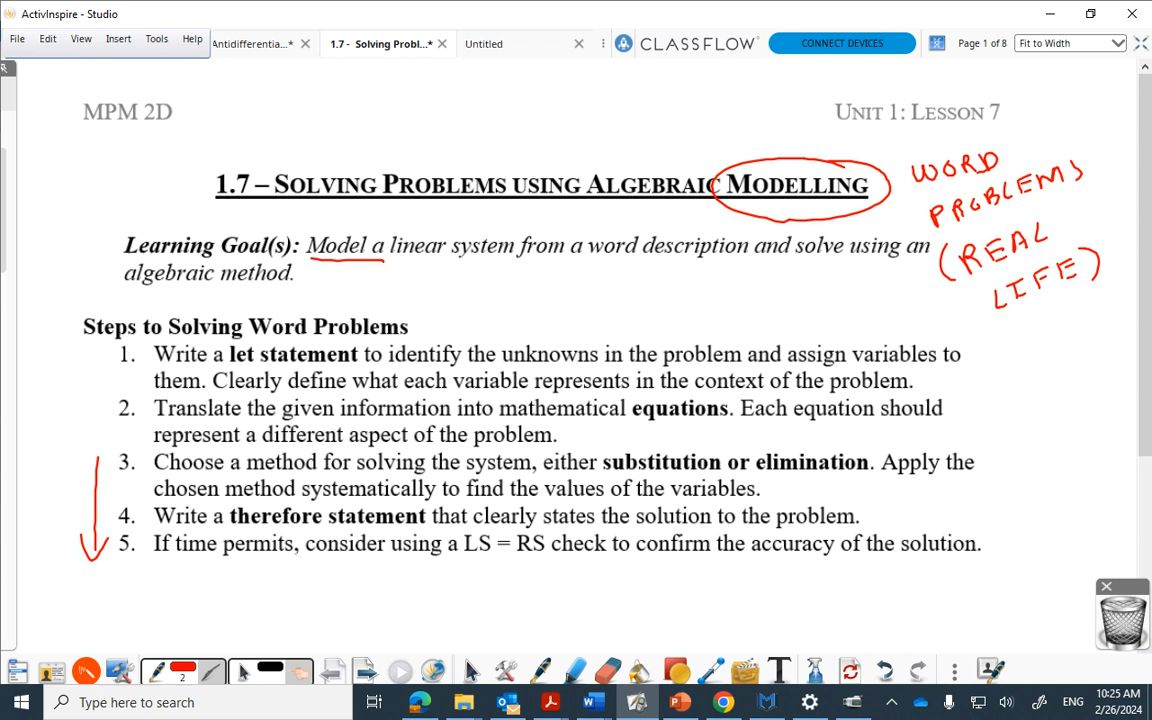 ActivInspire - Studio
File Edit View Insert Tools Help
Antidifferentia...* 1.7 - Solving Probl...* Untitled
CLASSFLOW CONNECT DEVICES Page 1 of 8 Fit to Width
MPM 2D UNIT 1: LESSON 7
1.7 – SOLVING PROBLEMS USING ALGEBRAIC MODELLING
WORD
PROBLEMS
(REAL
LIFE)
Learning Goal(s): Model a linear system from a word description and solve using an
algebraic method.
Steps to Solving Word Problems
1. Write a let statement to identify the unknowns in the problem and assign variables to
them. Clearly define what each variable represents in the context of the problem.
2. Translate the given information into mathematical equations. Each equation should
represent a different aspect of the problem.
3. Choose a method for solving the system, either substitution or elimination. Apply the
chosen method systematically to find the values of the variables.
4. Write a therefore statement that clearly states the solution to the problem.
5. If time permits, consider using a LS = RS check to confirm the accuracy of the solution.
2
Type here to search
ENG
10:25 AM
2/26/2024